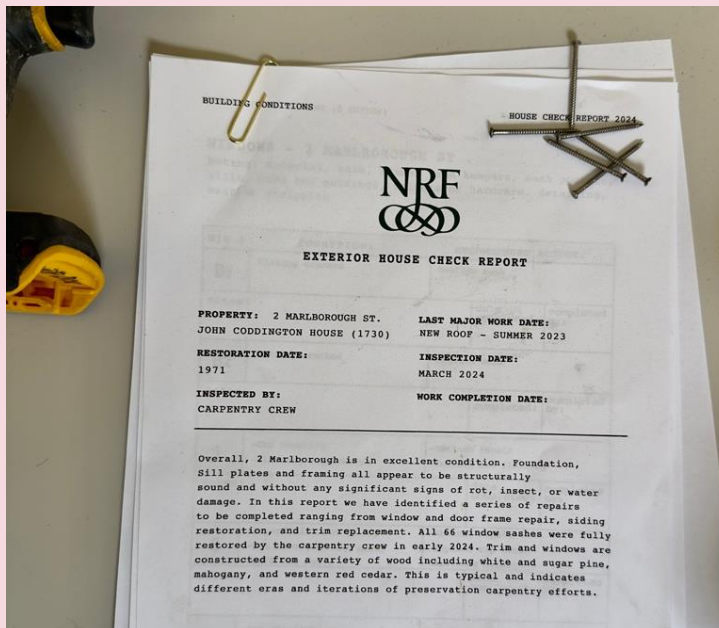 BUILDING CONDITIONS
HOUSE CHECK REPORT 2024
NRF
EXTERIOR HOUSE CHECK REPORT
PROPERTY: 2 MARLBOROUGH ST.
JOHN CODDINGTON HOUSE (1730)
LAST MAJOR WORK DATE:
NEW ROOF - SUMMER 2023
RESTORATION DATE:
1971
INSPECTION DATE:
MARCH 2024
INSPECTED BY:
CARPENTRY CREW
WORK COMPLETION DATE:
Overall, 2 Marlborough is in excellent condition. Foundation,
Sill plates and framing all appear to be structurally
sound and without any significant signs of rot, insect, or water
damage. In this report we have identified a series of repairs
to be completed ranging from window and door frame repair, siding
restoration, and trim replacement. All 66 window sashes were fully
restored by the carpentry crew in early 2024. Trim and windows are
constructed from a variety of wood including white and sugar pine,
mahogany, and western red cedar. This is typical and indicates
different eras and iterations of preservation carpentry efforts.